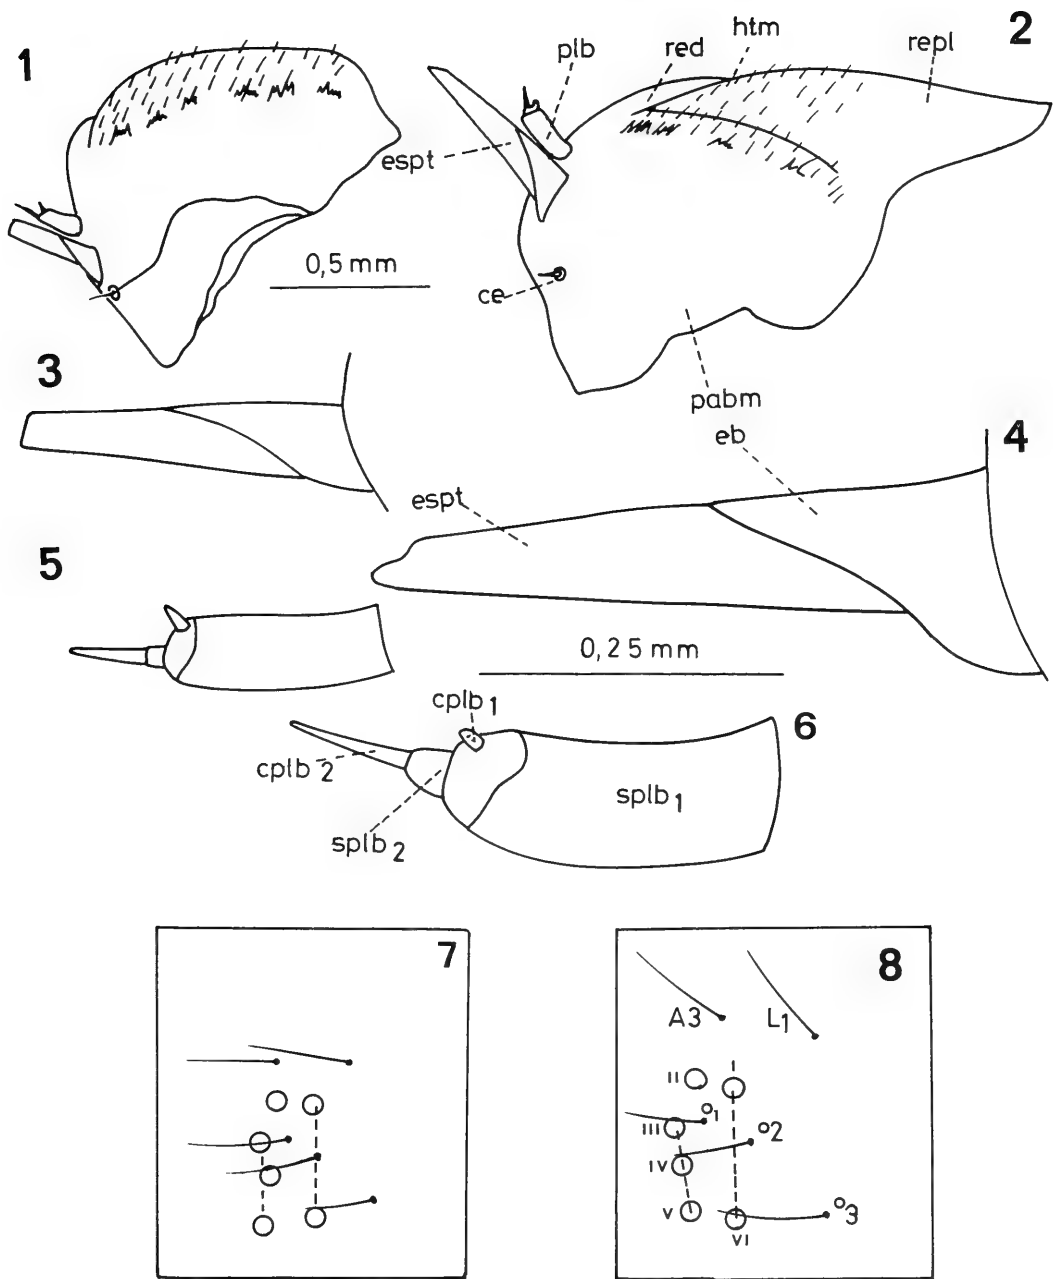 1
2
plb
red
htm
repl
espt
0,5 mm
ce
3
pabm
eb
4
espt
5
0,25 mm
cplb1
6
cplb2
splb1
splb2
7
8
A3 L1
II
o1
III
o2
IV
V
o3
VI